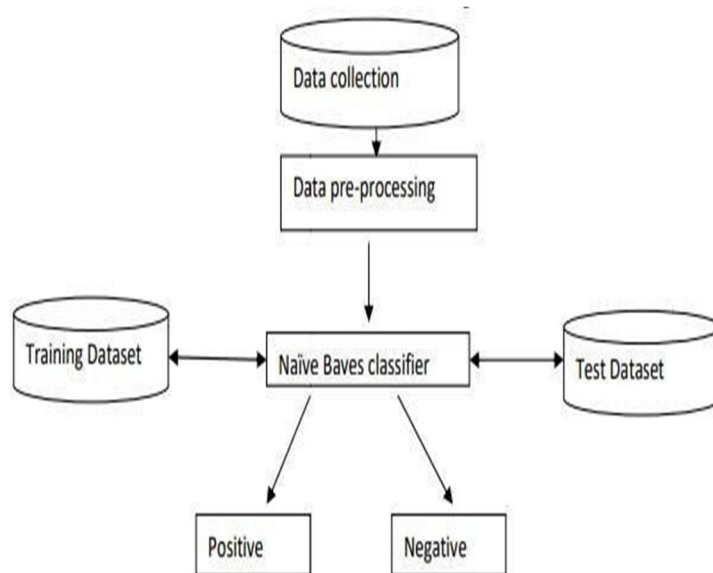 Data collection
Data pre-processing
Training Dataset
Naïve Baves classifier
Test Dataset
Positive
Negative